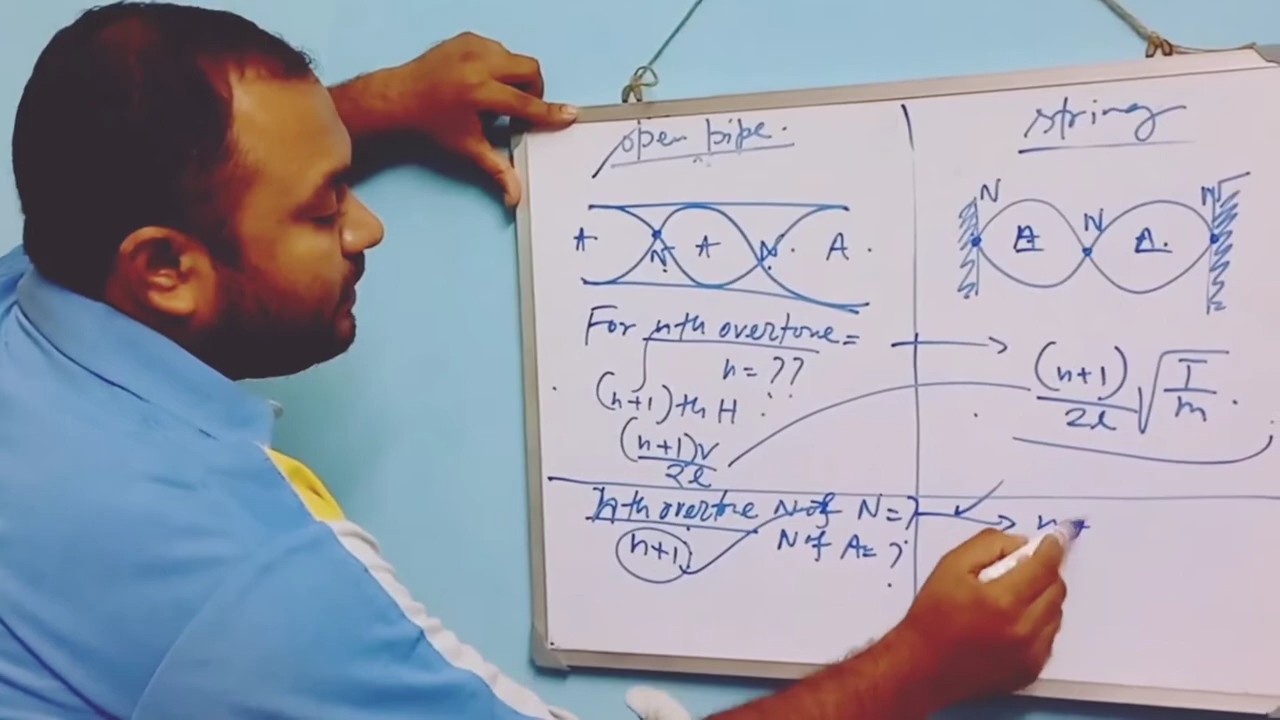 open pipe.
A N A N A
For nth overtone =
n = ??
(n+1)th H
(n+1)v
2l
nth overtone N of N = ?
n+1 N of A = ?
string
N A N A N
(n+1)
2l
√T
m
n+